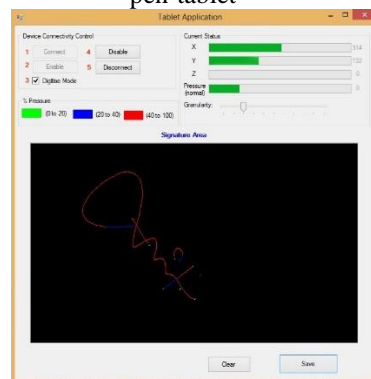 pen tablet
Tablet Application
Device Connectivity Control
1 Connect 4 Disable
2 Enable 5 Disconnect
3 Digitise Mode
% Pressure
(0 to 20) (20 to 40) (40 to 100)
Current Status
X 314
Y 132
Z 0
Pressure (normal) 0
Granularity:
Signature Area
Clear Save